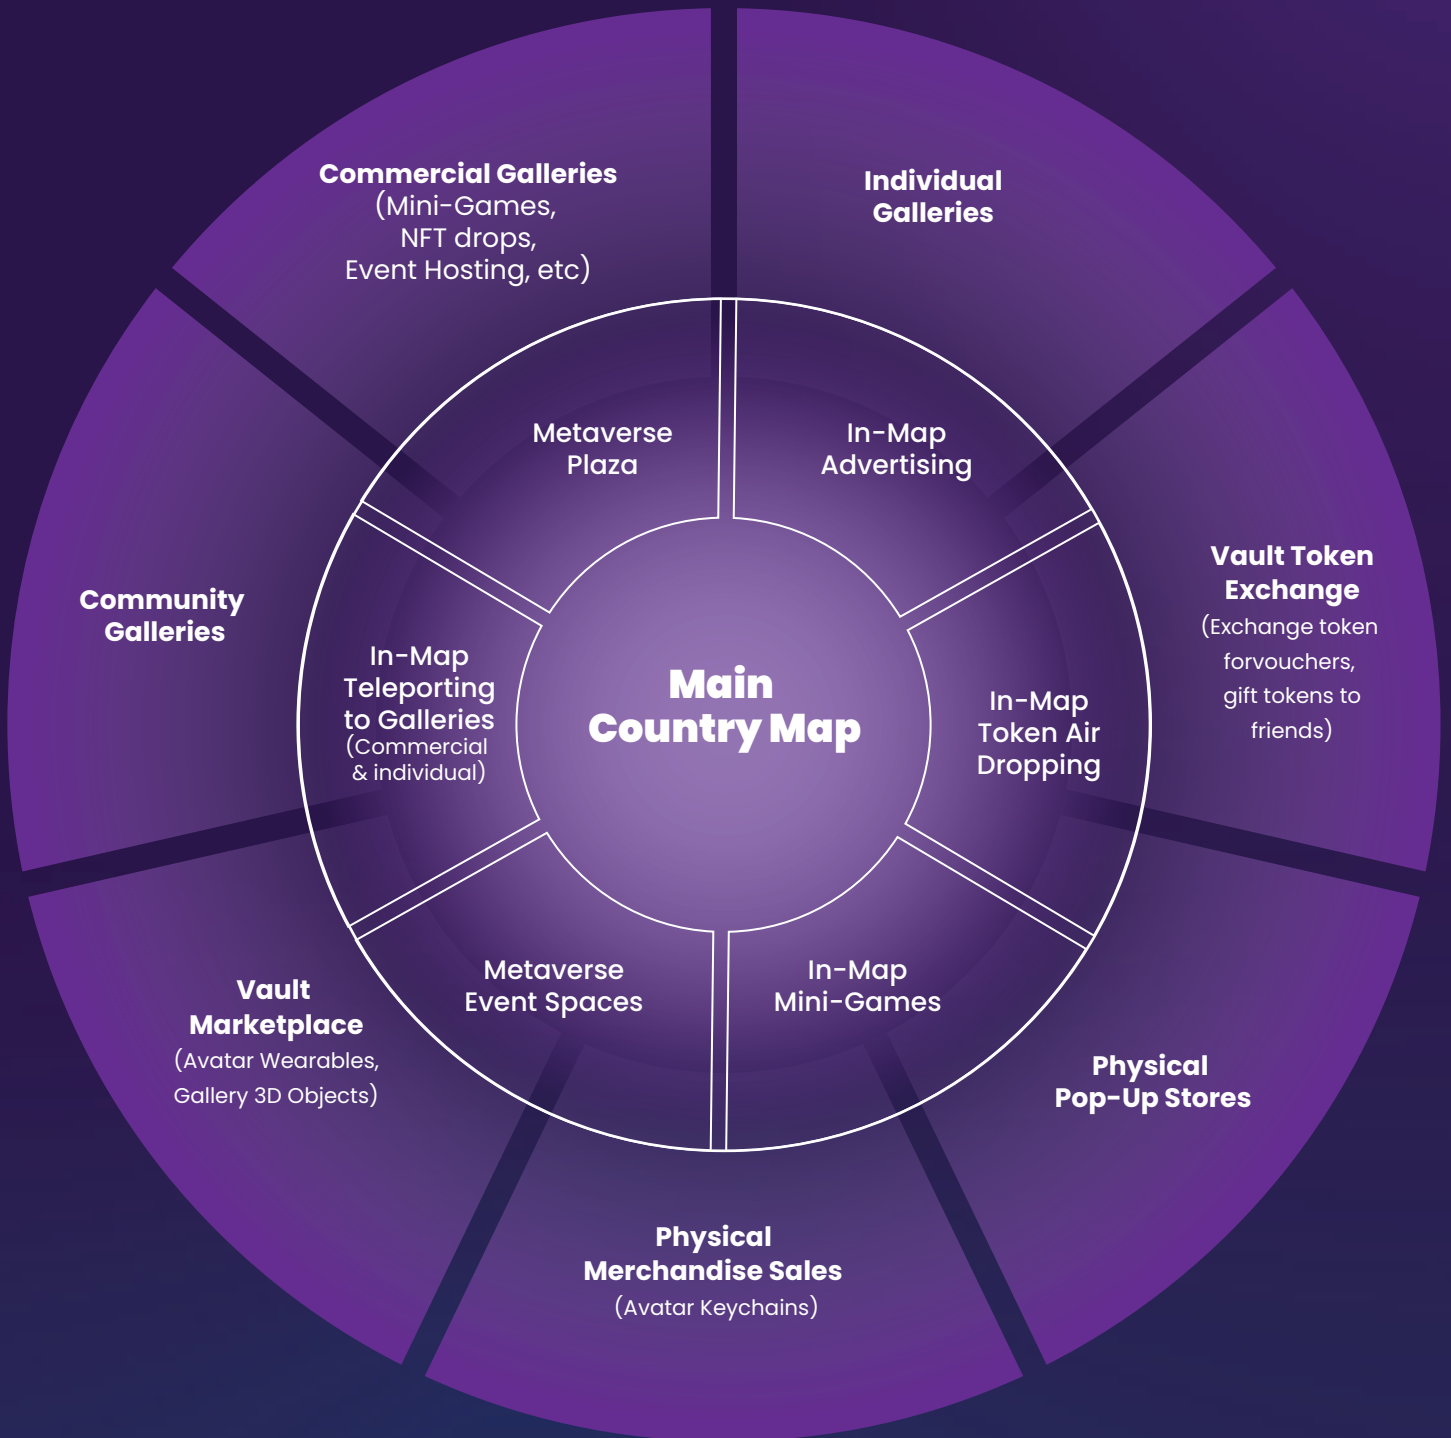 Commercial Galleries
(Mini-Games,
NFT drops,
Event Hosting, etc)
Individual
Galleries
Vault Token
Exchange
(Exchange token
forvouchers,
gift tokens to
friends)
Physical
Pop-Up Stores
Physical
Merchandise Sales
(Avatar Keychains)
Vault
Marketplace
(Avatar Wearables,
Gallery 3D Objects)
Community
Galleries
Metaverse
Plaza
In-Map
Advertising
In-Map
Token Air
Dropping
In-Map
Mini-Games
Metaverse
Event Spaces
In-Map
Teleporting
to Galleries
(Commercial
& individual)
Main
Country Map